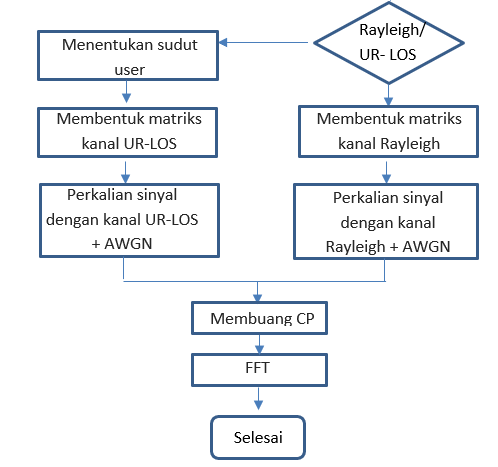 Rayleigh/
UR- LOS
Menentukan sudut
user
Membentuk matriks
kanal UR-LOS
Membentuk matriks
kanal Rayleigh
Perkalian sinyal
dengan kanal UR-LOS
+ AWGN
Perkalian sinyal
dengan kanal
Rayleigh + AWGN
Membuang CP
FFT
Selesai